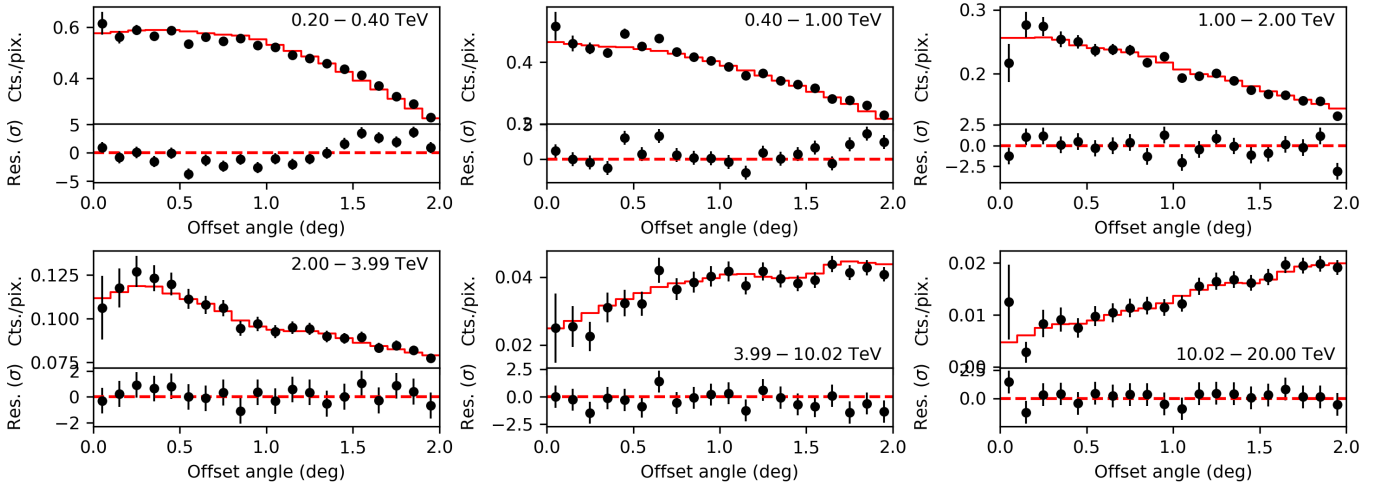 0.20 − 0.40 TeV
Cts./pix.
0.6
0.4
Res. (σ)
5
0
−5
0.0 0.5 1.0 1.5 2.0
Offset angle (deg)
0.40 − 1.00 TeV
Cts./pix.
0.4
0.2
Res. (σ)
2
0
0.0 0.5 1.0 1.5 2.0
Offset angle (deg)
1.00 − 2.00 TeV
Cts./pix.
0.3
0.2
Res. (σ)
2.5
0.0
−2.5
0.0 0.5 1.0 1.5 2.0
Offset angle (deg)
2.00 − 3.99 TeV
Cts./pix.
0.125
0.100
0.075
Res. (σ)
2
0
−2
0.0 0.5 1.0 1.5 2.0
Offset angle (deg)
3.99 − 10.02 TeV
Cts./pix.
0.04
0.02
Res. (σ)
2.5
0.0
−2.5
0.0 0.5 1.0 1.5 2.0
Offset angle (deg)
10.02 − 20.00 TeV
Cts./pix.
0.02
0.01
0.00
Res. (σ)
2.5
0.0
0.0 0.5 1.0 1.5 2.0
Offset angle (deg)